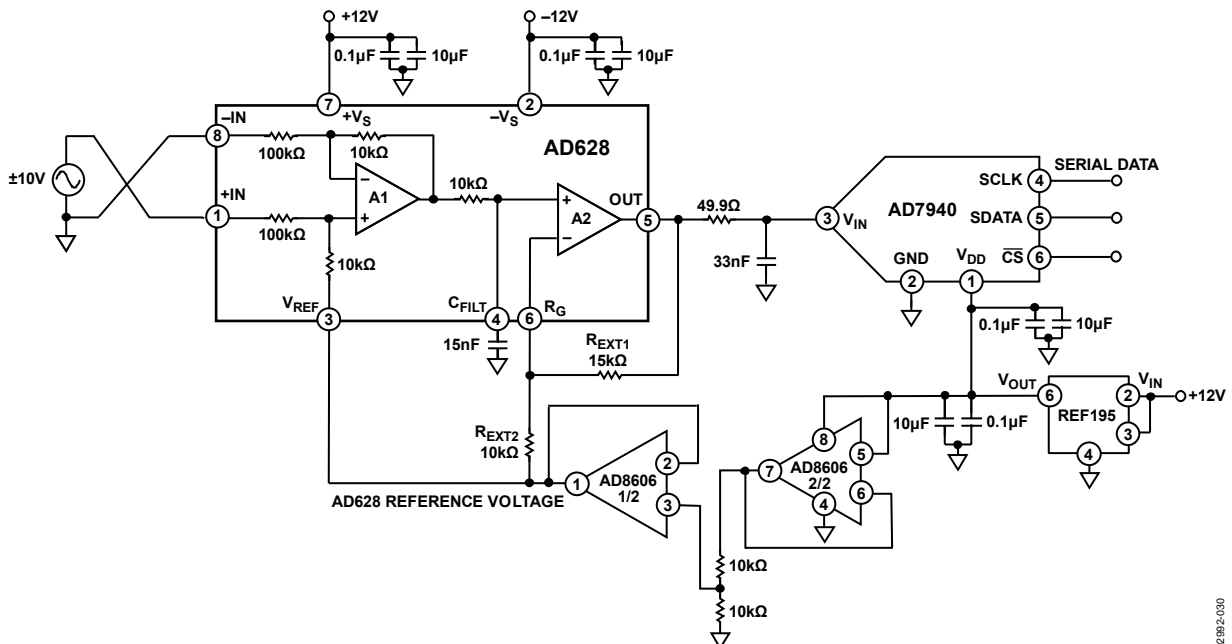 +12V
–12V
0.1µF
10µF
0.1µF
10µF
7
2
+VS
–VS
–IN
8
100kΩ
10kΩ
AD628
±10V
A1
–
+
10kΩ
+IN
1
100kΩ
10kΩ
A2
+
–
OUT
5
49.9Ω
33nF
3
VIN
AD7940
SCLK
4
SERIAL DATA
SDATA
5
CS
6
GND
2
VDD
1
VREF
3
CFILT
4
RG
6
15nF
REXT1
15kΩ
0.1µF
10µF
REXT2
10kΩ
AD628 REFERENCE VOLTAGE
1
AD8606
1/2
2
3
7
8
AD8606
2/2
4
5
6
10µF
0.1µF
VOUT
6
REF195
VIN
2
3
4
+12V
10kΩ
10kΩ
02992-030